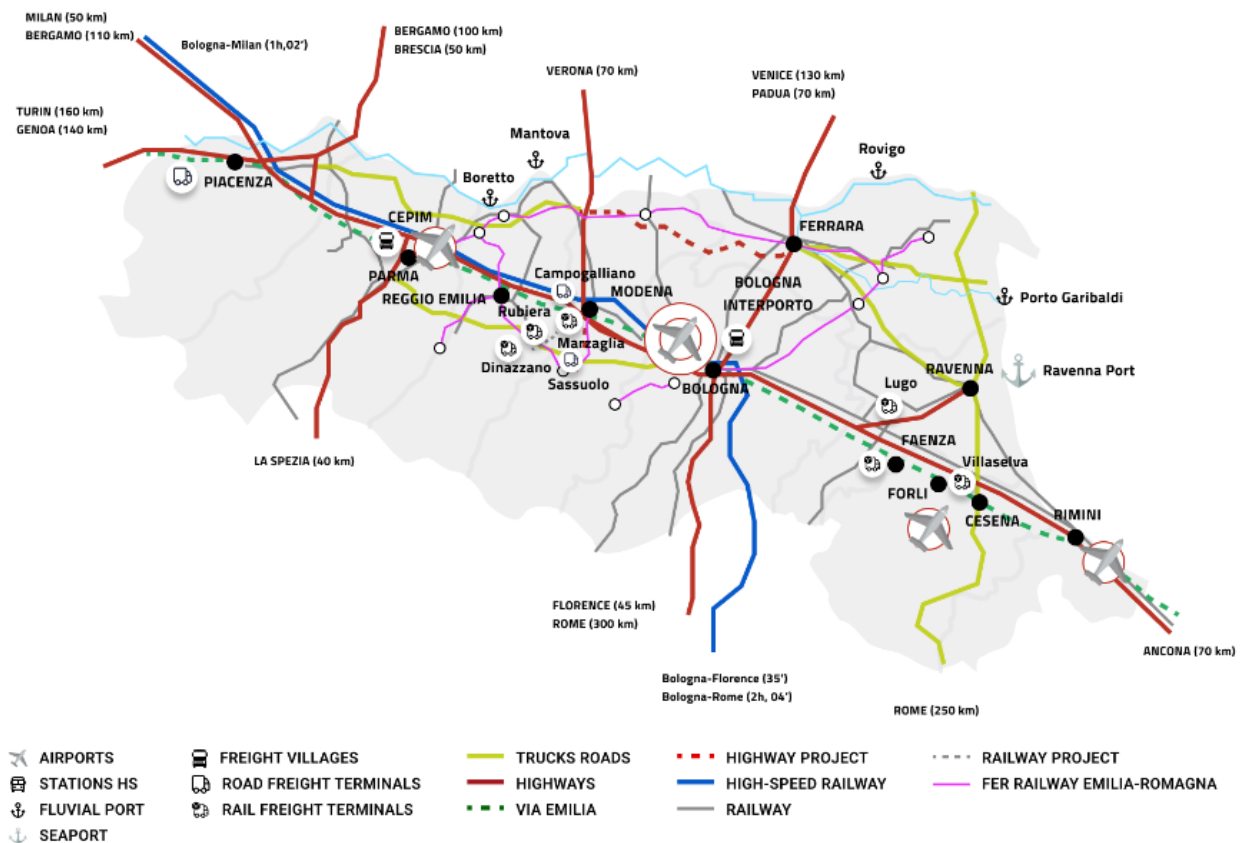 MILAN (50 km)
BERGAMO (110 km)
Bologna-Milan (1h,02')
BERGAMO (100 km)
BRESCIA (50 km)
VERONA (70 km)
VENICE (130 km)
PADUA (70 km)
TURIN (160 km)
GENOA (140 km)
Mantova
Rovigo
PIACENZA
Boretto
CEPIM
FERRARA
PARMA
Campogalliano
BOLOGNA
INTERPORTO
REGGIO EMILIA
MODENA
Porto Garibaldi
Rubiera
Marzaglia
Dinazzano
Sassuolo
BOLOGNA
RAVENNA
Ravenna Port
Lugo
FAENZA
Villaselva
FORLI
CESENA
RIMINI
LA SPEZIA (40 km)
FLORENCE (45 km)
ROME (300 km)
ANCONA (70 km)
Bologna-Florence (35')
Bologna-Rome (2h, 04')
ROME (250 km)
AIRPORTS
STATIONS HS
FLUVIAL PORT
SEAPORT
FREIGHT VILLAGES
ROAD FREIGHT TERMINALS
RAIL FREIGHT TERMINALS
TRUCKS ROADS
HIGHWAYS
VIA EMILIA
HIGHWAY PROJECT
HIGH-SPEED RAILWAY
RAILWAY
RAILWAY PROJECT
FER RAILWAY EMILIA-ROMAGNA